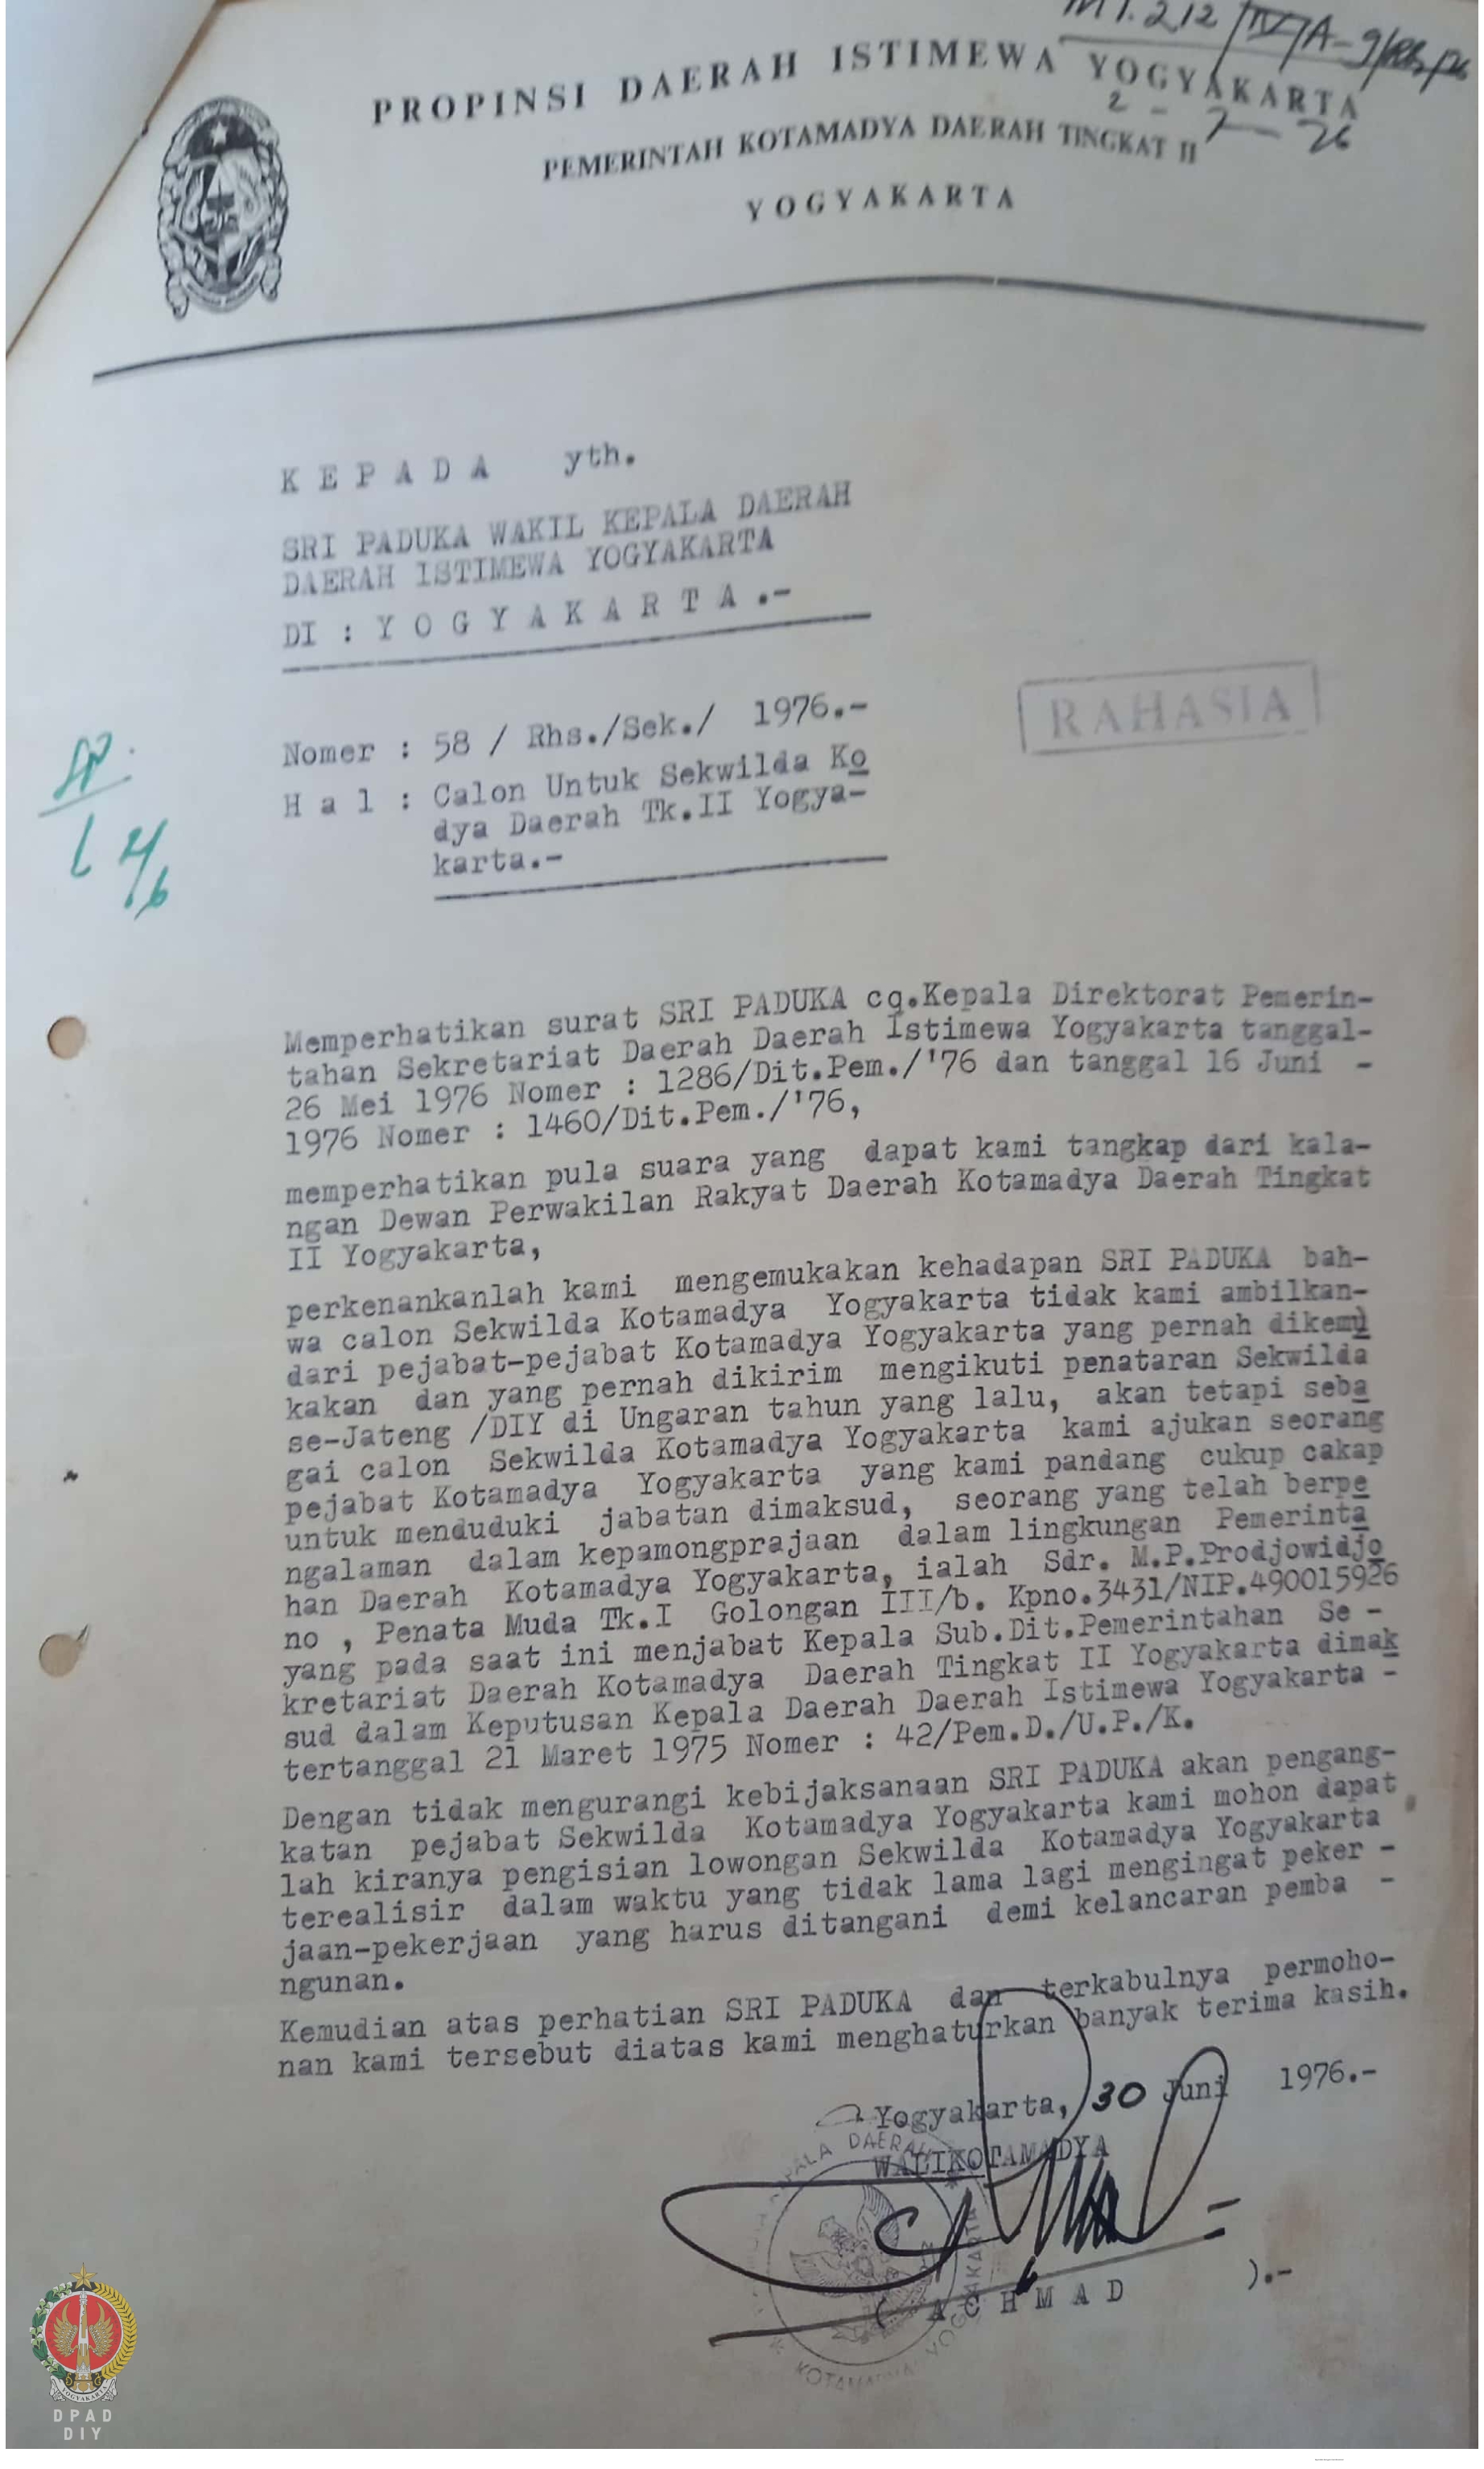 PROPINSI DAERAH ISTIMEWA YOGYAKARTA
2 - 7 - 76
PEMERINTAH KOTAMADYA DAERAH TINGKAT II
YOGYAKARTA
KEPADA yth.
SRI PADUKA WAKIL KEPALA DAERAH
DAERAH ISTIMEWA YOGYAKARTA
DI : YOGYAKARTA.-
RAHASIA
Nomer : 58 / Rhs./Sek./ 1976.-
Hal : Calon Untuk Sekwilda Ko
dya Daerah Tk.II Yogya-
karta.-
Memperhatikan surat SRI PADUKA cq.Kepala Direktorat Pemerin-
tahan Sekretariat Daerah Daerah Istimewa Yogyakarta tanggal-
26 Mei 1976 Nomer : 1286/Dit.Pem./'76 dan tanggal 16 Juni -
1976 Nomer : 1460/Dit.Pem./'76,
memperhatikan pula suara yang dapat kami tangkap dari kala-
ngan Dewan Perwakilan Rakyat Daerah Kotamadya Daerah Tingkat
II Yogyakarta,
perkenankanlah kami mengemukakan kehadapan SRI PADUKA bah-
wa calon Sekwilda Kotamadya Yogyakarta tidak kami ambilkan-
dari pejabat-pejabat Kotamadya Yogyakarta yang pernah dikemu
kakan dan yang pernah dikirim mengikuti penataran Sekwilda
se-Jateng /DIY di Ungaran tahun yang lalu, akan tetapi seba
gai calon Sekwilda Kotamadya Yogyakarta kami ajukan seorang
pejabat Kotamadya Yogyakarta yang kami pandang cukup cakap
untuk menduduki jabatan dimaksud, seorang yang telah berpe
ngalaman dalam kepamongprajaan dalam lingkungan Pemerinta
han Daerah Kotamadya Yogyakarta, ialah Sdr. M.P.Prodjowidjo
no , Penata Muda Tk.I Golongan III/b. Kpno.3431/NIP.490015926
yang pada saat ini menjabat Kepala Sub.Dit.Pemerintahan Se -
kretariat Daerah Kotamadya Daerah Tingkat II Yogyakarta dimak
sud dalam Keputusan Kepala Daerah Daerah Istimewa Yogyakarta -
tertanggal 21 Maret 1975 Nomer : 42/Pem.D./U.P./K.
Dengan tidak mengurangi kebijaksanaan SRI PADUKA akan pengang-
katan pejabat Sekwilda Kotamadya Yogyakarta kami mohon dapat
lah kiranya pengisian lowongan Sekwilda Kotamadya Yogyakarta
terealisir dalam waktu yang tidak lama lagi mengingat peker -
jaan-pekerjaan yang harus ditangani demi kelancaran pemba -
ngunan.
Kemudian atas perhatian SRI PADUKA dan terkabulnya permoho-
nan kami tersebut diatas kami menghaturkan banyak terima kasih.
Yogyakarta, 30 Juni 1976.-
WALIKOTAMADYA
( ACHMAD ).-
KEPALA DAERAH
KOTAMADYA YOGYAKARTA
YOGYAKARTA
DPAD
DIY